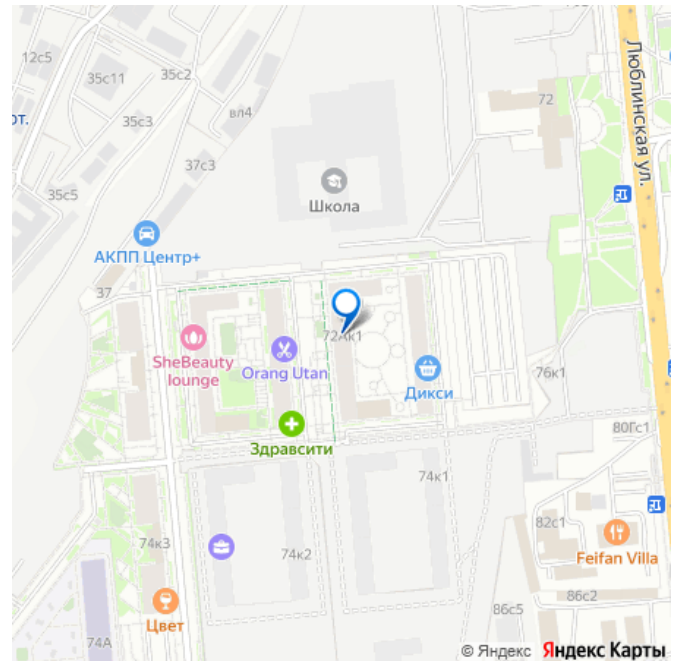 12с5
35с11
35с2
72
от.
35с3
вл4
Люблинская ул.
37с3
35с5
Школа
АКПП Центр+
37
72Ак1
SheBeauty
lounge
Orang Utan
Дикси
76к1
80Гс1
Здравсити
74к1
82с1
74к3
74к2
Feifan Villa
86с5
86с2
Цвет
74А
© Яндекс Яндекс Карты